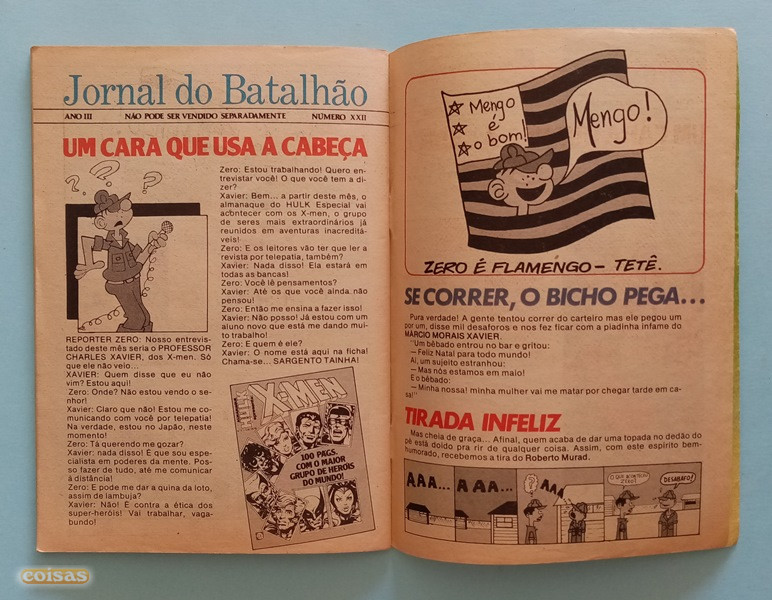 Jornal do Batalhão
ANO III NÃO PODE SER VENDIDO SEPARADAMENTE NÚMERO XXII
UM CARA QUE USA A CABEÇA
? ? ?
REPORTER ZERO: Nosso entrevis-
tado deste mês seria o PROFESSOR
CHARLES XAVIER, dos X-men. Só
que ele não veio...
XAVIER: Quem disse que eu não
vim? Estou aqui!
Zero: Onde? Não estou vendo o se-
nhor!
Xavier: Claro que não! Estou me co-
municando com você por telepatia!
Na verdade, estou no Japão, neste
momento!
Zero: Tá querendo me gozar?
Xavier: nada disso! É que sou espe-
cialista em poderes da mente. Pos-
so fazer de tudo, até me comunicar
à distância!
Zero: E pode me dar a quina da loto,
assim de lambuja?
Xavier: Não! É contra a ética dos
super-heróis! Vai trabalhar, vaga-
bundo!
Zero: Estou trabalhando! Quero en-
trevistar você! O que você tem a di-
zer?
Xavier: Bem... a partir deste mês, o
almanaque do HULK Especial vai
acontecer com os X-men, o grupo
de seres mais extraordinários já
reunidos em aventuras inacreditá-
veis!
Zero: E os leitores vão ter que ler a
revista por telepatia, também?
Xavier: Nada disso! Ela estará em
todas as bancas!
Zero: Você lê pensamentos?
Xavier: Até os que você ainda não
pensou!
Zero: Então me ensina a fazer isso!
Xavier: Não posso! Já estou com um
aluno novo que está me dando mui-
to trabalho!
Zero: E quem é ele?
Xavier: O nome está aqui na ficha!
Chama-se... SARGENTO TAINHA!
HULK
X-MEN
100 PAGS.
COM O MAIOR
GRUPO DE HERÓIS
DO MUNDO!
Mengo
é
o bom!
Mengo!
ZERO É FLAMENGO - TETÊ.
SE CORRER, O BICHO PEGA...
Pura verdade! A gente tentou correr do carteiro mas ele pegou um
por um, disse mil desaforos e nos fez ficar com a piadinha infame do
MÁRCIO MORAIS XAVIER.
"Um bêbado entrou no bar e gritou:
— Feliz Natal para todo mundo!
Aí, um sujeito estranhou:
— Mas nós estamos em maio!
E o bêbado:
— Minha nossa! minha mulher vai me matar por chegar tarde em ca-
sa!"
TIRADA INFELIZ
Mas cheia de graça... Afinal, quem acaba de dar uma topada no dedão do
pé está doido pra rir de qualquer coisa. Assim, com este espírito bem-
humorado, recebemos a tira do Roberto Murad.
AAA...
AAA...
?
AAA...
ZERO?
DESABAFO!
coisas